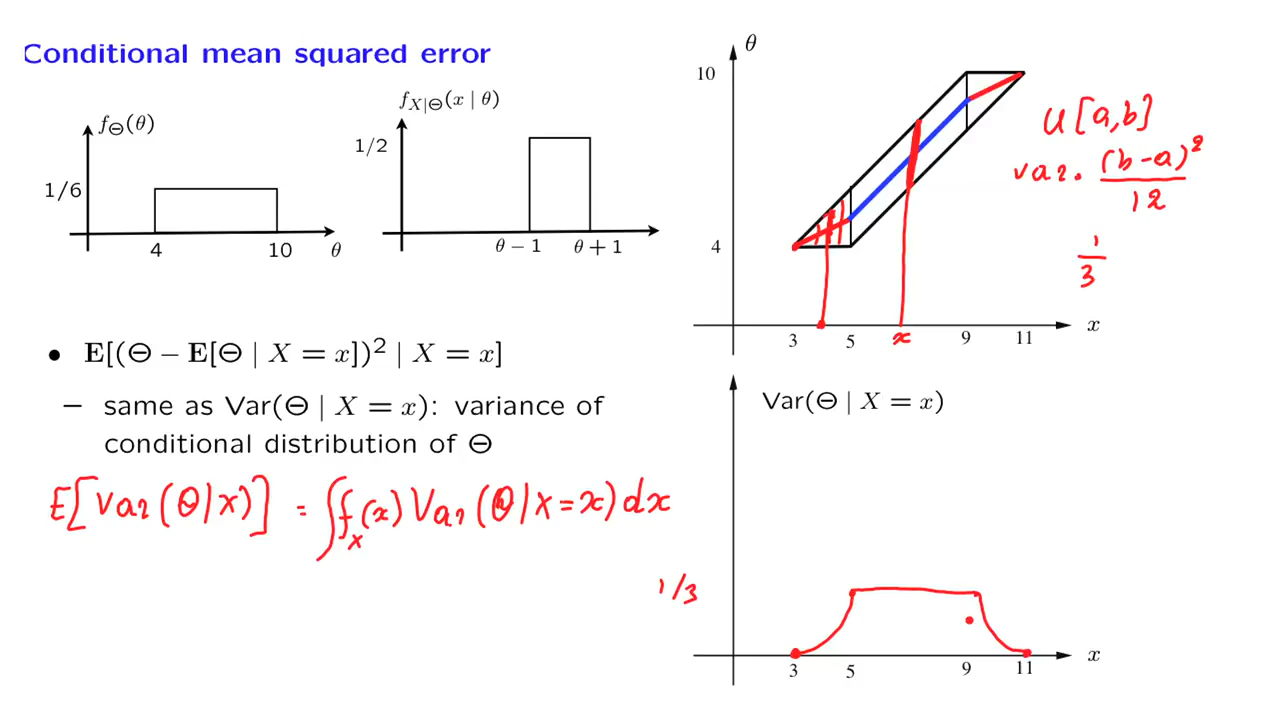 Conditional mean squared error
f_Θ(θ)
1/6
4
10
θ
f_{X|Θ}(x | θ)
1/2
θ − 1
θ + 1
• E[(Θ − E[Θ | X = x])² | X = x]
– same as Var(Θ | X = x): variance of
conditional distribution of Θ
E[Var(Θ|X)] = ∫f_X(x) Var(Θ|X=x) dx
θ
10
4
3
5
x
9
11
x
U[a,b]
var. (b-a)²
12
1
3
Var(Θ | X = x)
1/3
3
5
9
11
x